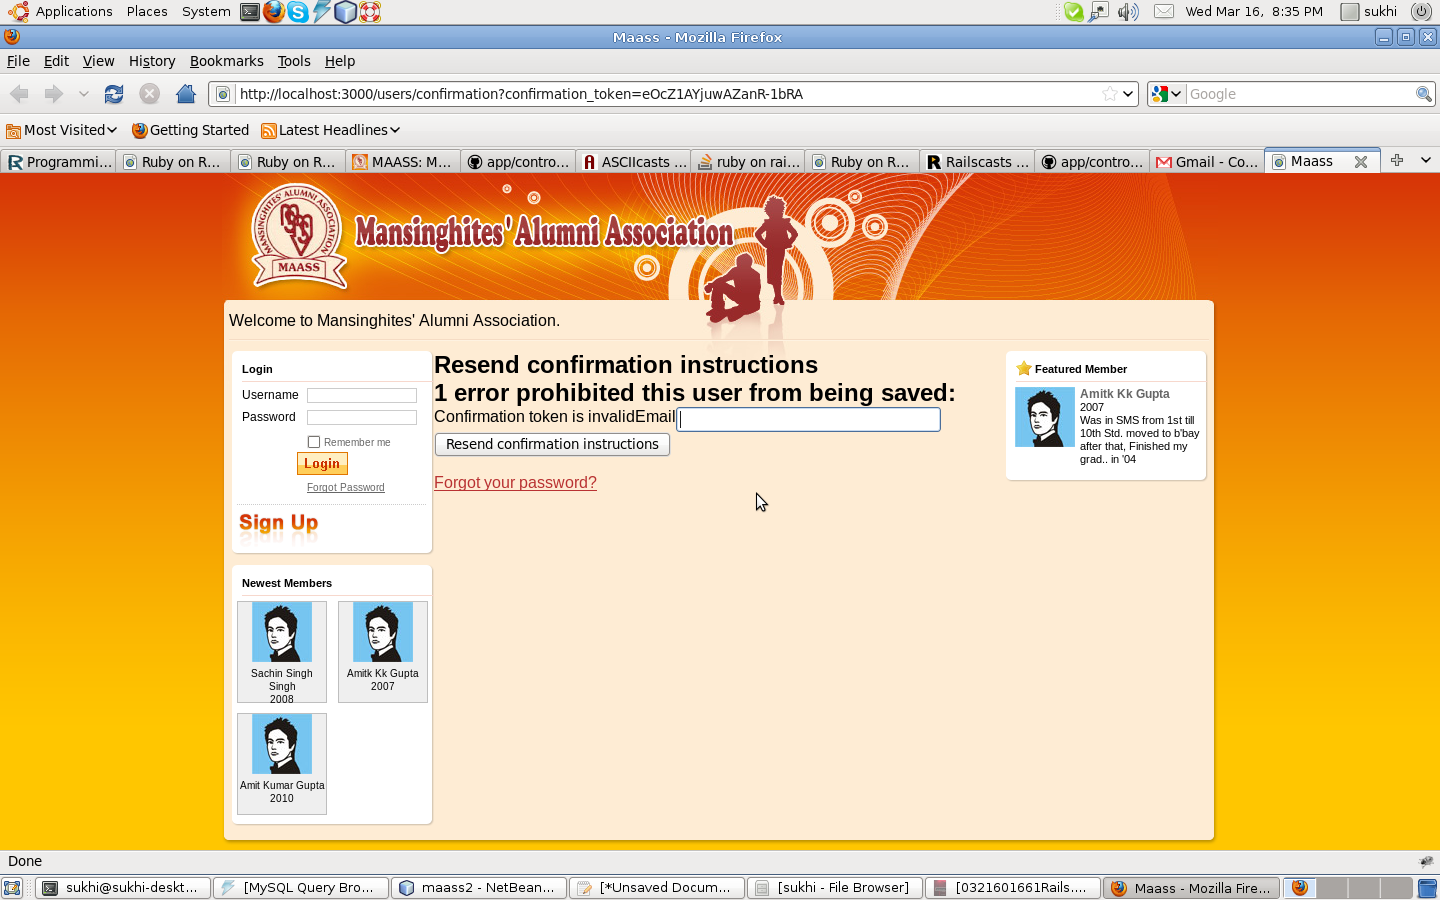 Applications Places System Wed Mar 16, 8:35 PM sukhi
Maass - Mozilla Firefox
File Edit View History Bookmarks Tools Help
http://localhost:3000/users/confirmation?confirmation_token=eOcZ1AYjuwAZanR-1bRA Google
Most Visited Getting Started Latest Headlines
Programmi... Ruby on R... Ruby on R... MAASS: M... app/contro... ASCIIcasts ... ruby on rai... Ruby on R... Railscasts ... app/contro... Gmail - Co... Maass
MANSINGHITES' ALUMNI ASSOCIATION
MAASS
Mansinghites' Alumni Association
Welcome to Mansinghites' Alumni Association.
Login
Username
Password
Remember me
Login
Forgot Password
Sign Up
Newest Members
Sachin Singh
Singh
2008
Amitk Kk Gupta
2007
Amit Kumar Gupta
2010
Resend confirmation instructions
1 error prohibited this user from being saved:
Confirmation token is invalidEmail
Resend confirmation instructions
Forgot your password?
Featured Member
Amitk Kk Gupta
2007
Was in SMS from 1st till
10th Std. moved to b'bay
after that, Finished my
grad.. in '04
Done
sukhi@sukhi-deskt... [MySQL Query Bro... maass2 - NetBean... [*Unsaved Docum... [sukhi - File Browser] [0321601661Rails.... Maass - Mozilla Fire...